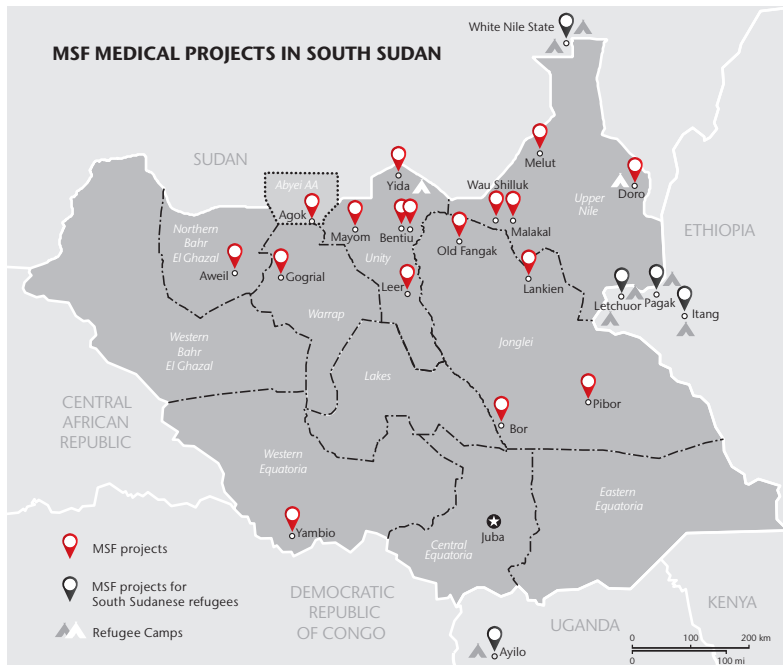 White Nile State
MSF MEDICAL PROJECTS IN SOUTH SUDAN
SUDAN
Melut
Abyei AA
Yida
Wau Shilluk
Doro
Upper
Nile
Agok
Mayom
Bentiu
Malakal
ETHIOPIA
Northern
Bahr
El Ghazal
Old Fangak
Unity
Aweil
Gogrial
Leer
Lankien
Letchuor
Pagak
Itang
Warrap
Western
Bahr
El Ghazal
Jonglei
Lakes
CENTRAL
AFRICAN
REPUBLIC
Pibor
Bor
Western
Equatoria
Eastern
Equatoria
Yambio
Juba
Central
Equatoria
MSF projects
MSF projects for
South Sudanese refugees
Refugee Camps
DEMOCRATIC
REPUBLIC
OF CONGO
UGANDA
KENYA
Ayilo
0 100 200 km
0 100 mi